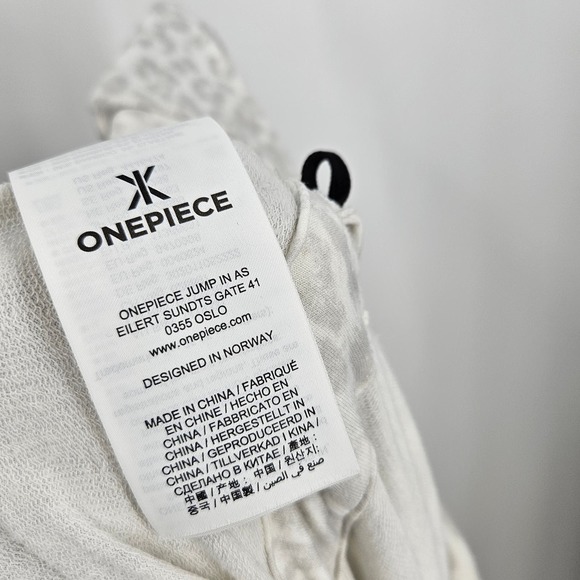 ONEPIECE
ONEPIECE JUMP IN AS
EILERT SUNDTS GATE 41
0355 OSLO
www.onepiece.com
DESIGNED IN NORWAY
MADE IN CHINA / FABRIQUÉ
EN CHINE / HECHO EN
CHINA / FABBRICATO EN
CHINA / HERGESTELLT IN
CHINA / GEPRODUCEERD IN
CHINA / TILLVERKAD I KINA /
СДЕЛАНО В КИТАЕ / 產地 :
中國 / 产地 : 中国 / 원산지:
중국 / 中国製 / صنع في الصين